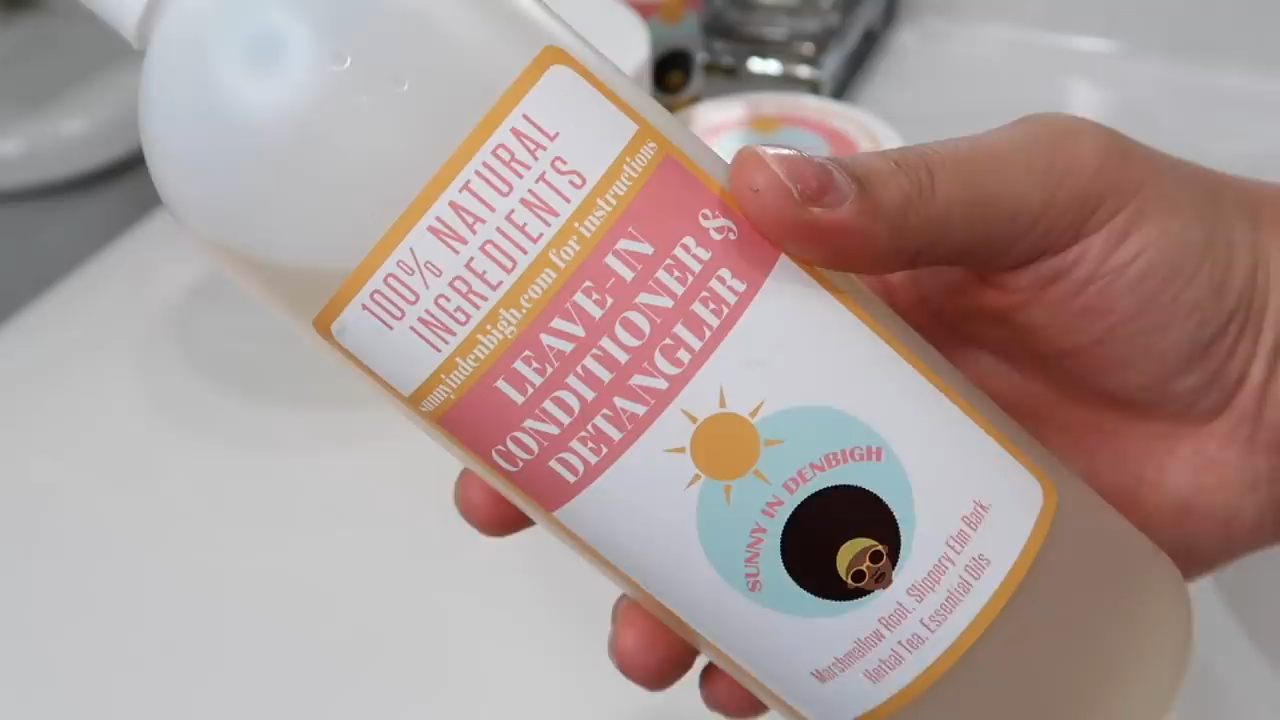 100% NATURAL
INGREDIENTS
sunnyindenbigh.com for instructions
LEAVE-IN
CONDITIONER &
DETANGLER
SUNNY IN DENBIGH
Marshmallow Root, Slippery Elm Bark,
Herbal Tea, Essential Oils